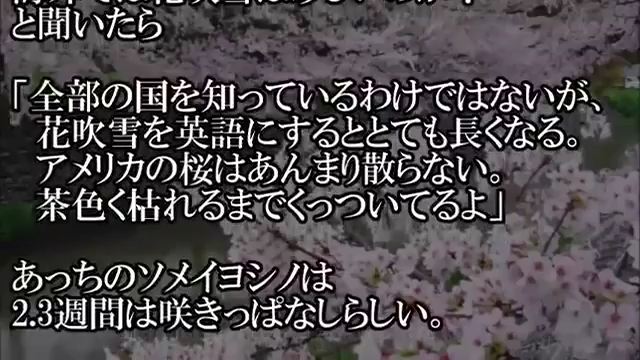 と聞いたら
「全部の国を知っているわけではないが、
花吹雪を英語にするととても長くなる。
アメリカの桜はあんまり散らない。
茶色く枯れるまでくっついてるよ」
あっちのソメイヨシノは
2.3週間は咲きっぱなしらしい。